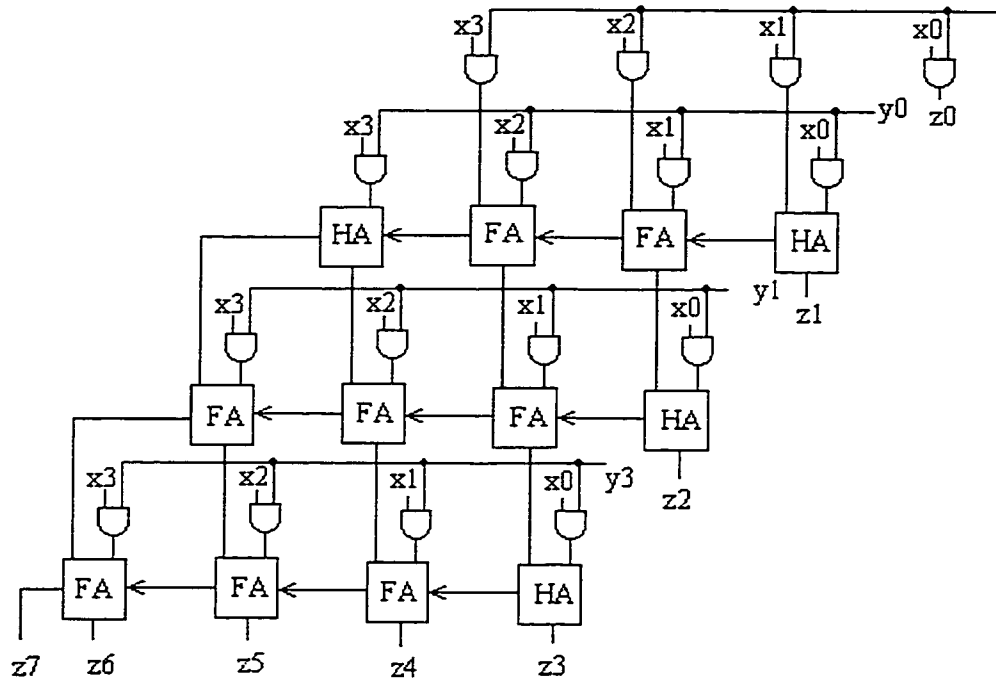 x3 x2 x1 x0
x3 x2 x1 x0 y0 z0
HA FA FA HA
x3 x2 x1 x0 y1 z1
FA FA FA HA
x3 x2 x1 x0 y3 z2
FA FA FA HA
z7 z6 z5 z4 z3